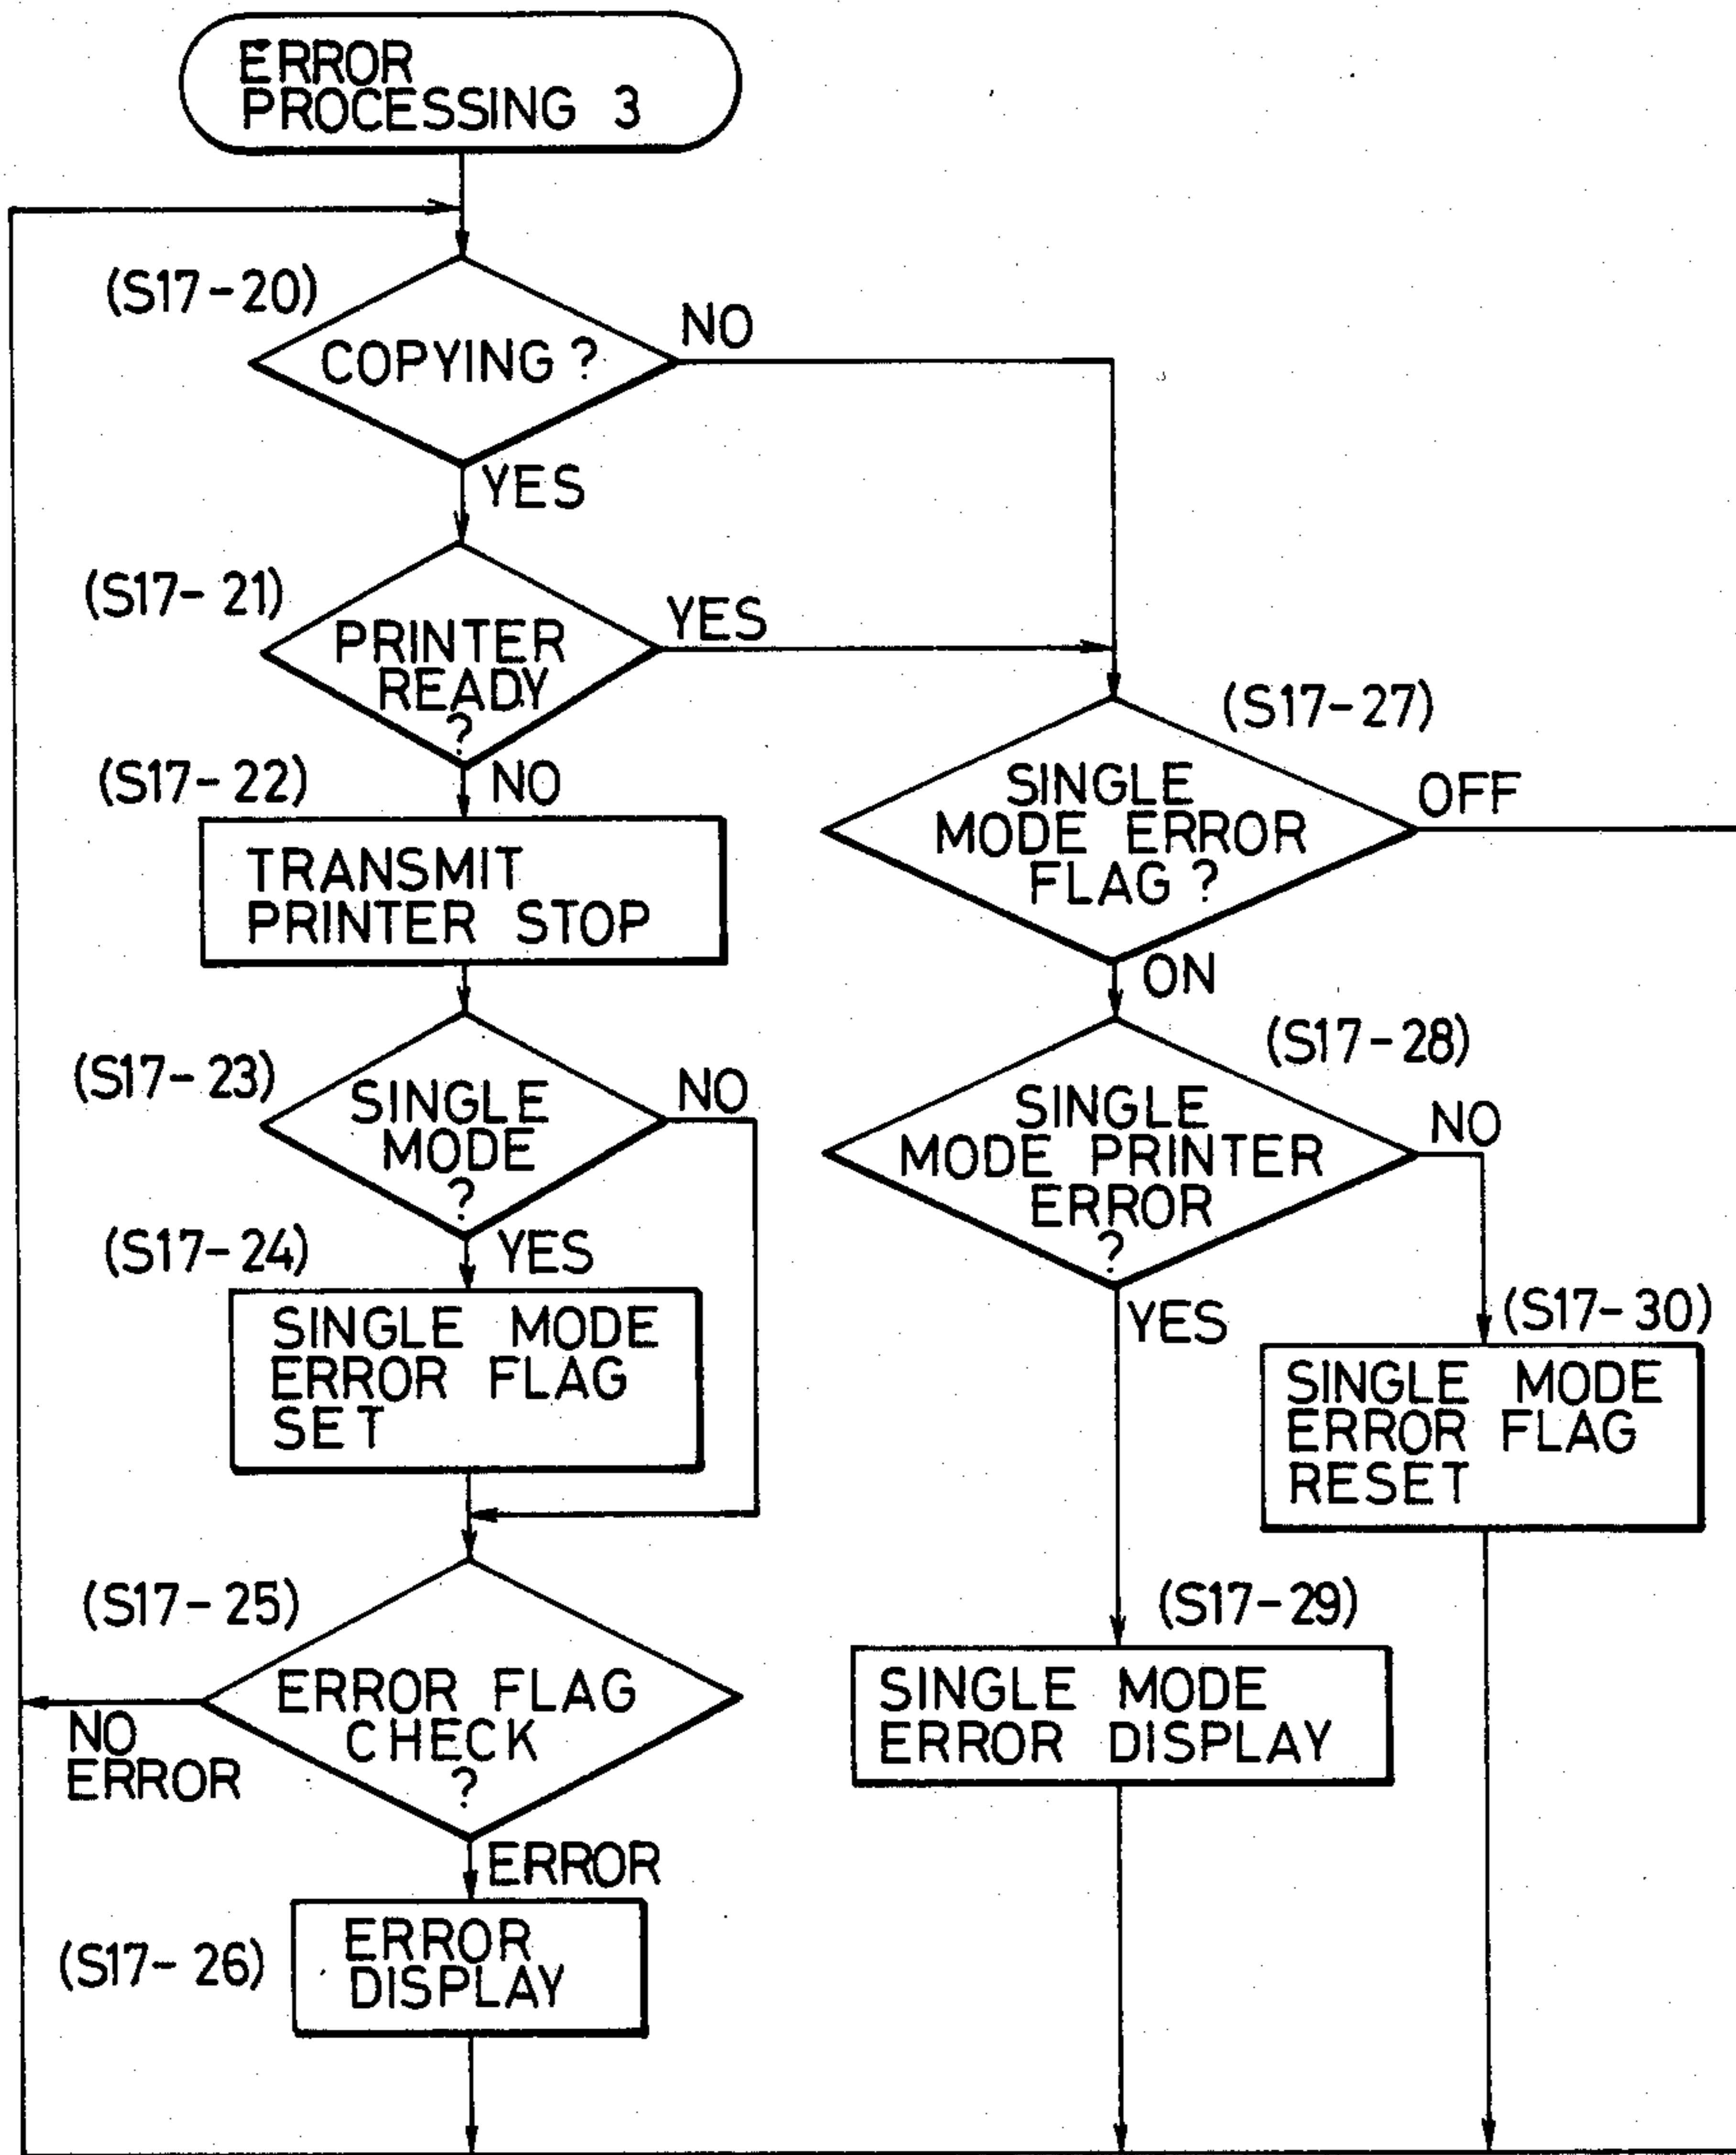 ERROR
PROCESSING 3
(S17-20)
COPYING ?
NO
YES
(S17-21)
PRINTER
READY
?
YES
NO
(S17-22)
TRANSMIT
PRINTER STOP
(S17-23)
SINGLE
MODE
?
NO
YES
(S17-24)
SINGLE MODE
ERROR FLAG
SET
(S17-25)
ERROR FLAG
CHECK
?
NO
ERROR
ERROR
(S17-26)
ERROR
DISPLAY
(S17-27)
SINGLE
MODE ERROR
FLAG ?
OFF
ON
(S17-28)
SINGLE
MODE PRINTER
ERROR
?
NO
YES
(S17-30)
SINGLE MODE
ERROR FLAG
RESET
(S17-29)
SINGLE MODE
ERROR DISPLAY